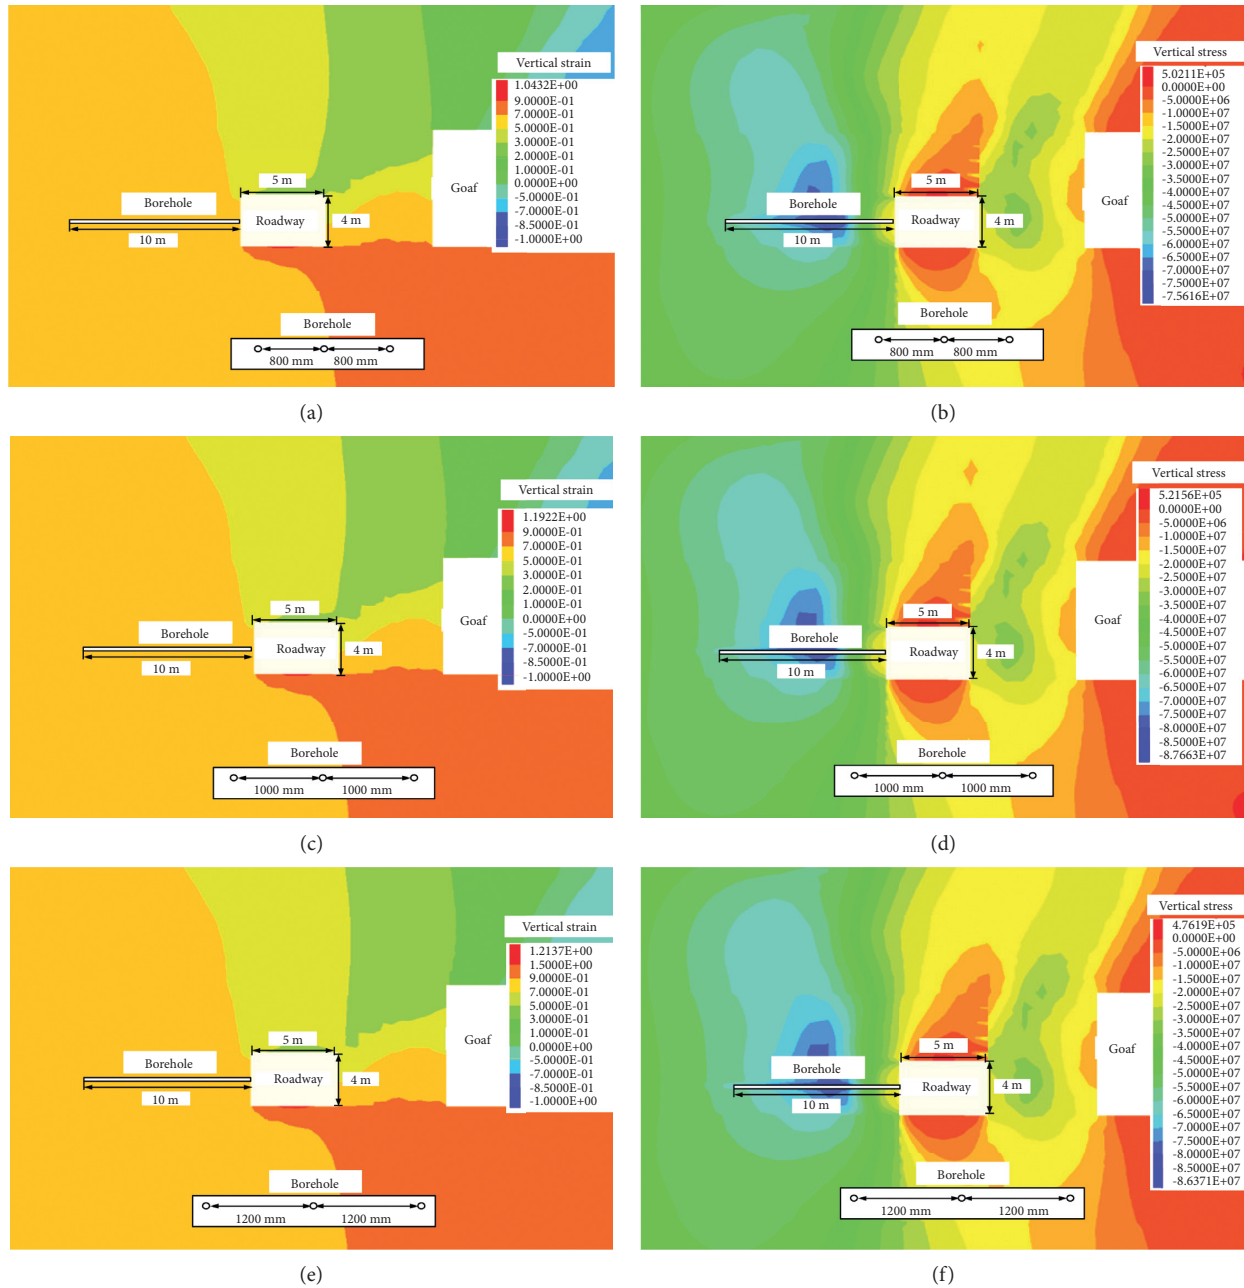 Vertical strain
1.0432E+00
9.0000E-01
7.0000E-01
5.0000E-01
3.0000E-01
2.0000E-01
1.0000E-01
0.0000E+00
-5.0000E-01
-7.0000E-01
-8.5000E-01
-1.0000E+00
5 m
Goaf
Borehole
Roadway
4 m
10 m
Borehole
800 mm
800 mm
(a)
Vertical stress
5.0211E+05
0.0000E+00
-5.0000E+06
-1.0000E+07
-1.5000E+07
-2.0000E+07
-2.5000E+07
-3.0000E+07
-3.5000E+07
-4.0000E+07
-4.5000E+07
-5.0000E+07
-5.5000E+07
-6.0000E+07
-6.5000E+07
-7.0000E+07
-7.5000E+07
-7.5616E+07
5 m
Goaf
Borehole
Roadway
4 m
10 m
Borehole
800 mm
800 mm
(b)
Vertical strain
1.1922E+00
9.0000E-01
7.0000E-01
5.0000E-01
3.0000E-01
2.0000E-01
1.0000E-01
0.0000E+00
-5.0000E-01
-7.0000E-01
-8.5000E-01
-1.0000E+00
5 m
Goaf
Borehole
Roadway
4 m
10 m
Borehole
1000 mm
1000 mm
(c)
Vertical stress
5.2156E+05
0.0000E+00
-5.0000E+06
-1.5000E+07
-2.0000E+07
-2.5000E+07
-3.0000E+07
-3.5000E+07
-4.0000E+07
-4.5000E+07
-5.0000E+07
-5.5000E+07
-6.0000E+07
-6.5000E+07
-7.0000E+07
-7.5000E+07
-8.0000E+07
-8.5000E+07
-8.7663E+07
5 m
Goaf
Borehole
Roadway
4 m
10 m
Borehole
1000 mm
1000 mm
(d)
Vertical strain
1.2137E+00
1.5000E+00
9.0000E-01
7.0000E-01
5.0000E-01
3.0000E-01
1.0000E-01
0.0000E+00
-5.0000E-01
-7.0000E-01
-8.5000E-01
-1.0000E+00
5 m
Goaf
Borehole
Roadway
4 m
10 m
Borehole
1200 mm
1200 mm
(e)
Vertical stress
4.7619E+05
0.0000E+00
-5.0000E+06
-1.0000E+07
-1.5000E+07
-2.0000E+07
-3.0000E+07
-3.5000E+07
-4.0000E+07
-4.5000E+07
-5.0000E+07
-5.5000E+07
-6.0000E+07
-6.5000E+07
-7.0000E+07
-7.5000E+07
-8.0000E+07
-8.5000E+07
-8.6371E+07
5 m
Goaf
Borehole
Roadway
4 m
10 m
Borehole
1200 mm
1200 mm
(f)